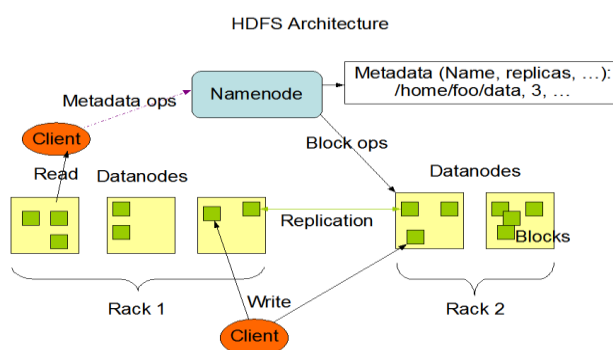 HDFS Architecture
Metadata (Name, replicas, …):
/home/foo/data, 3, …
Namenode
Metadata ops
Client
Block ops
Read
Datanodes
Datanodes
Replication
Blocks
Write
Rack 1
Rack 2
Client